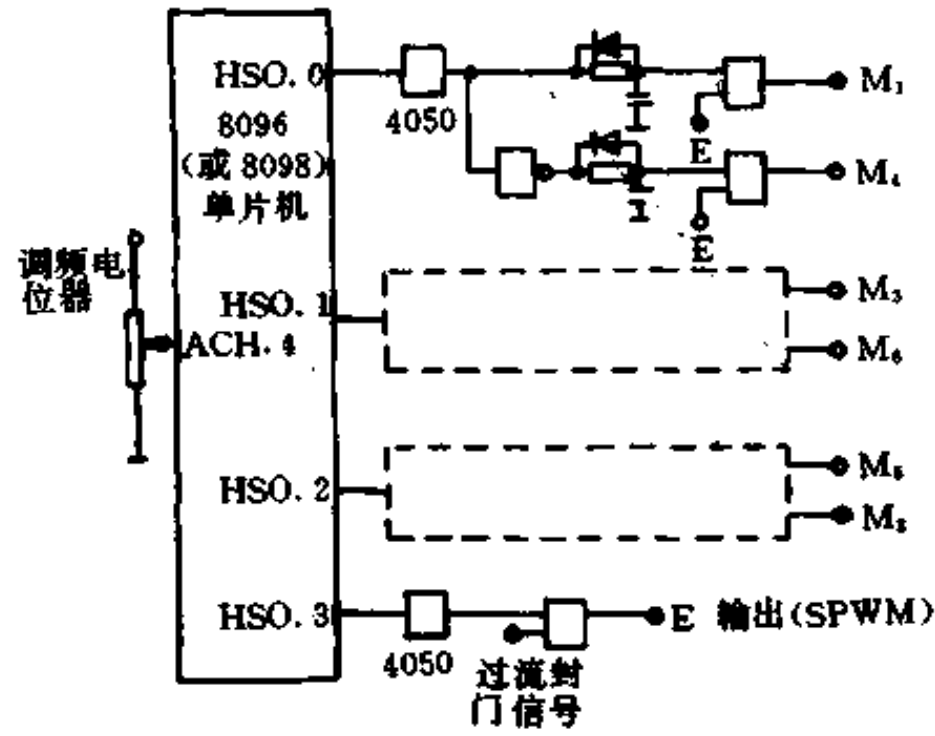 HSO. 0
8096
(或 8098)
单片机
4050
M₁
E
M₄
E
调频电
位器
HSO. 1
ACH. 4
M₃
M₆
HSO. 2
M₅
HSO. 3
4050
E 输出(SPWM)
过流封
门信号